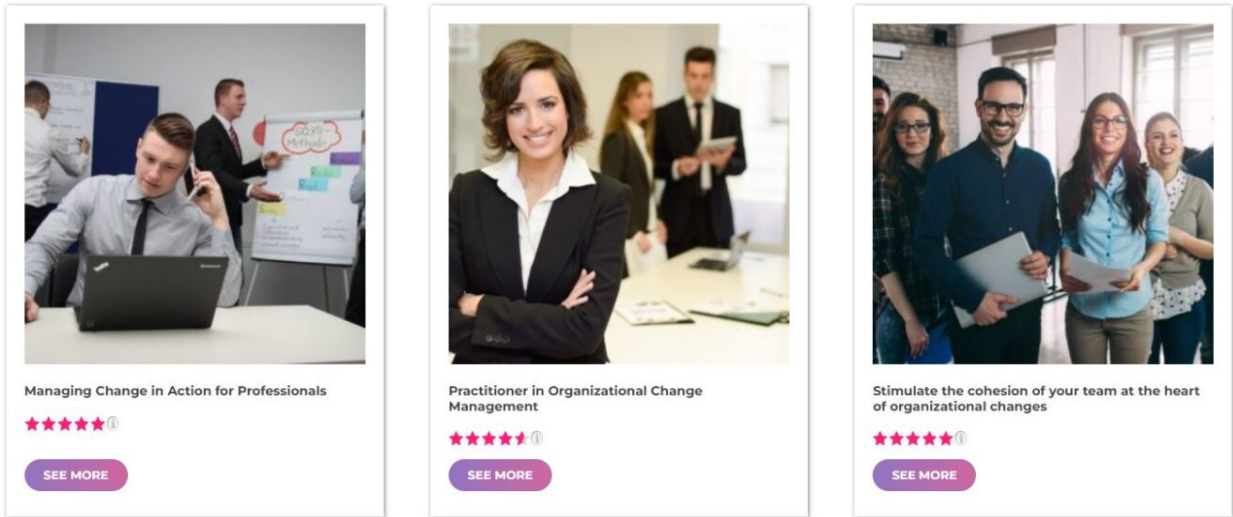 SQ3R-
Methode
Managing Change in Action for Professionals
SEE MORE
Practitioner in Organizational Change
Management
SEE MORE
Stimulate the cohesion of your team at the heart
of organizational changes
SEE MORE